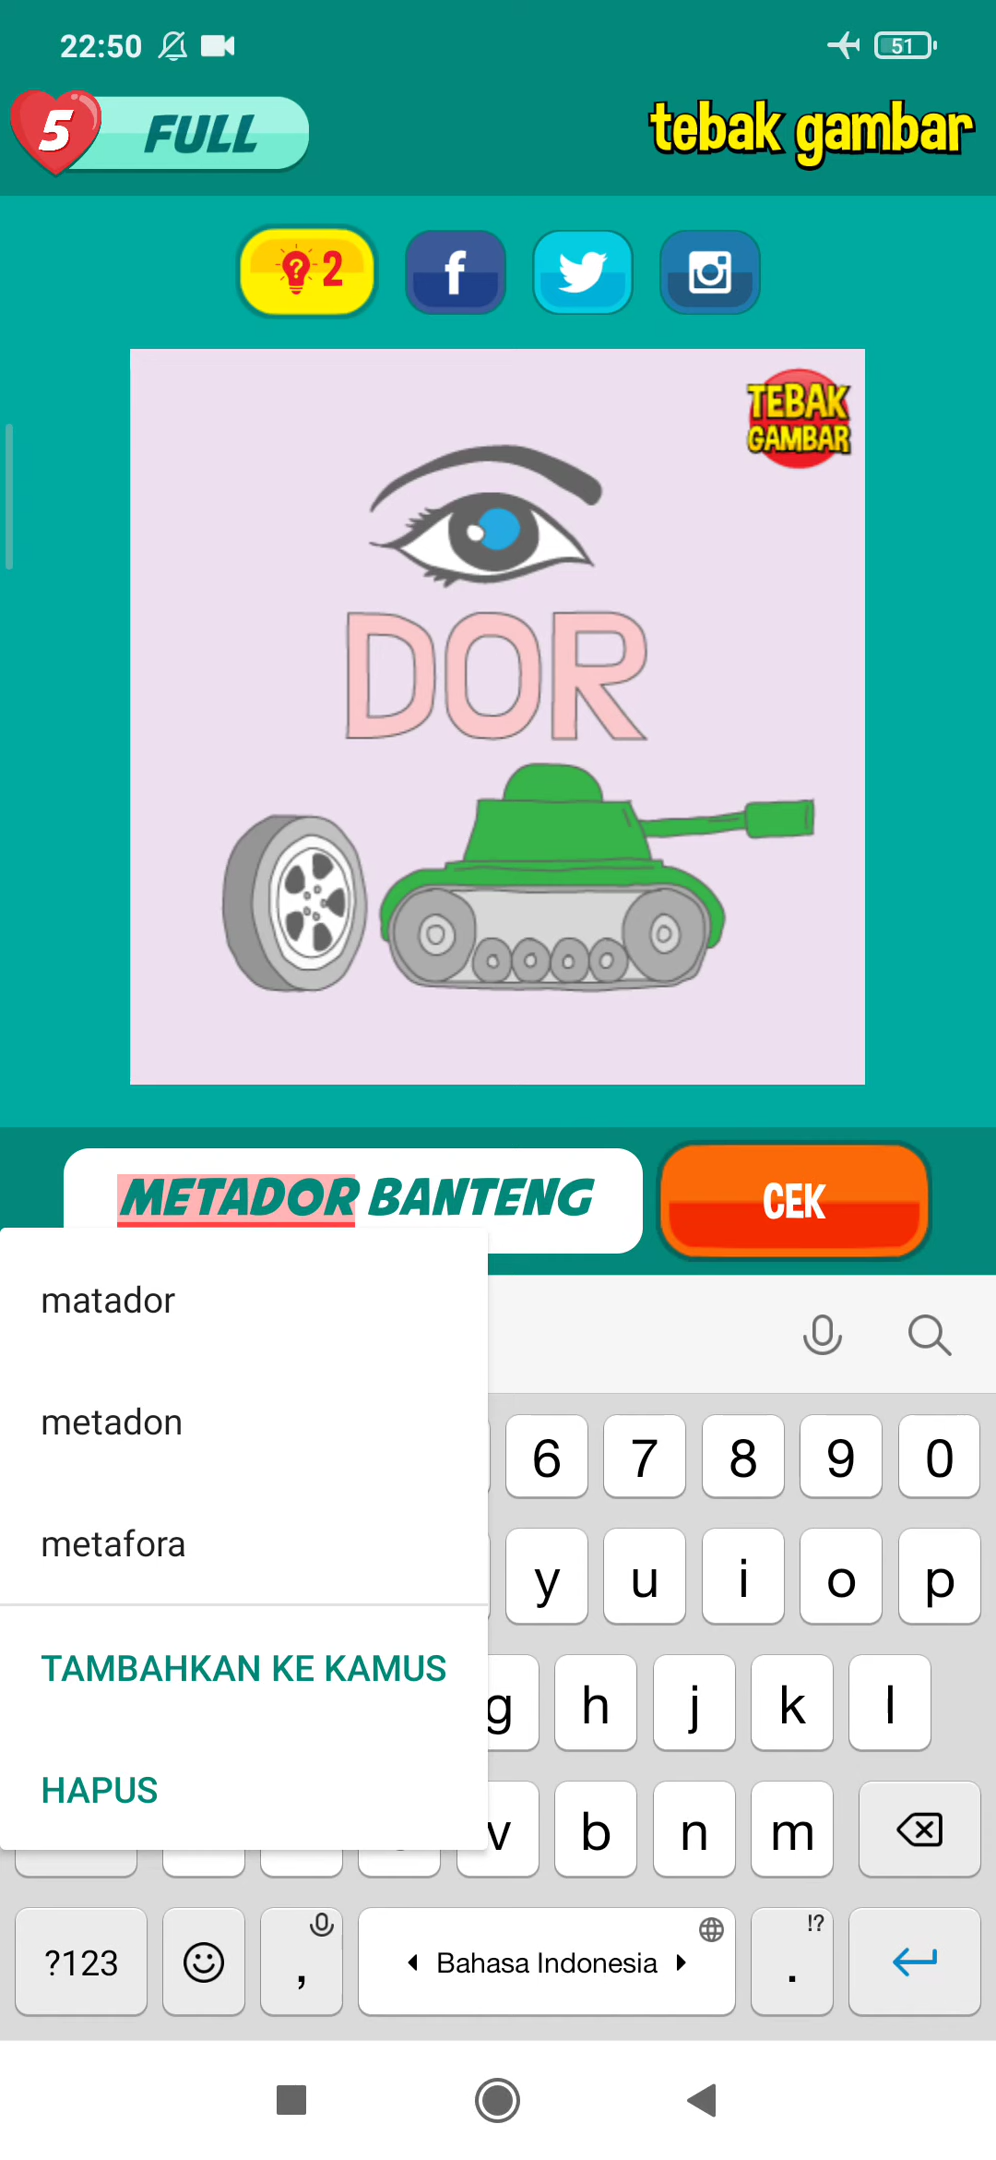 22:50
51
5 FULL
tebak gambar
? 2
f
TEBAK
GAMBAR
DOR
METADOR BANTENG
CEK
matador
metadon
metafora
TAMBAHKAN KE KAMUS
HAPUS
6 7 8 9 0
y u i o p
g h j k l
v b n m
?123 , Bahasa Indonesia !? .